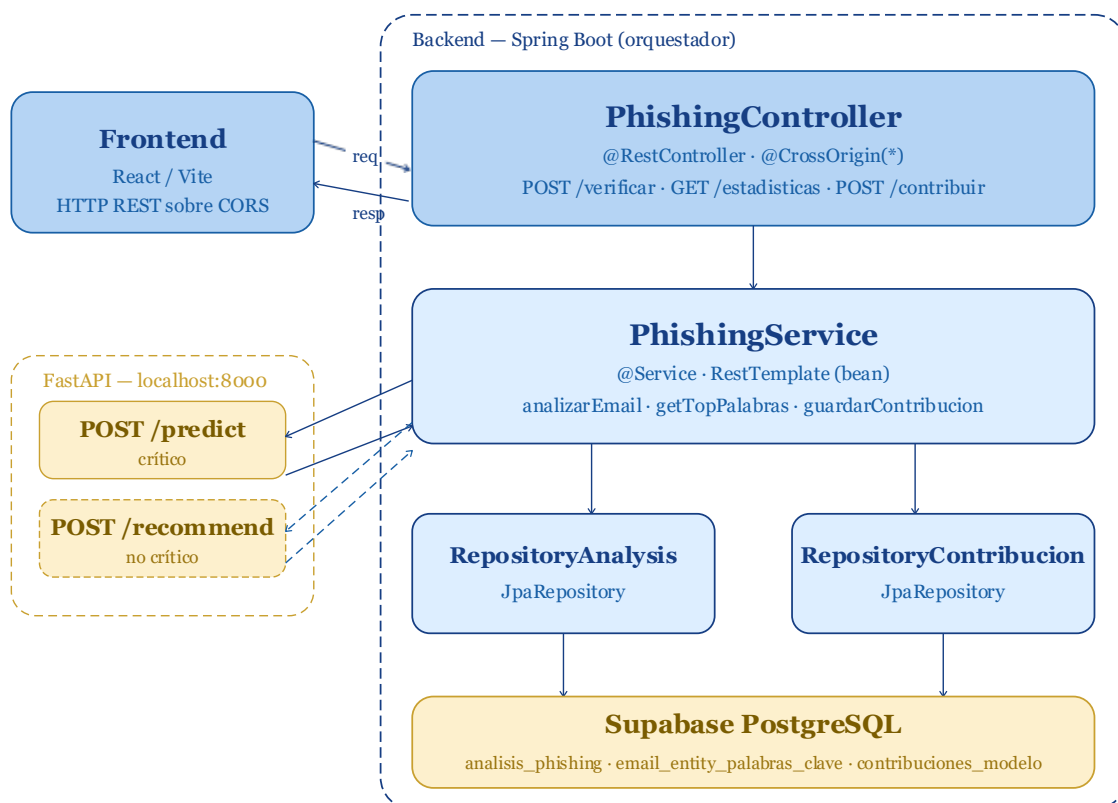 Backend — Spring Boot (orquestador)
PhishingController
@RestController · @CrossOrigin(*)
POST /verificar · GET /estadisticas · POST /contribuir
Frontend
React / Vite
HTTP REST sobre CORS
req
resp
PhishingService
@Service · RestTemplate (bean)
analizarEmail · getTopPalabras · guardarContribucion
FastAPI — localhost:8000
POST /predict
crítico
POST /recommend
no crítico
RepositoryAnalysis
JpaRepository
RepositoryContribucion
JpaRepository
Supabase PostgreSQL
analisis_phishing · email_entity_palabras_clave · contribuciones_modelo